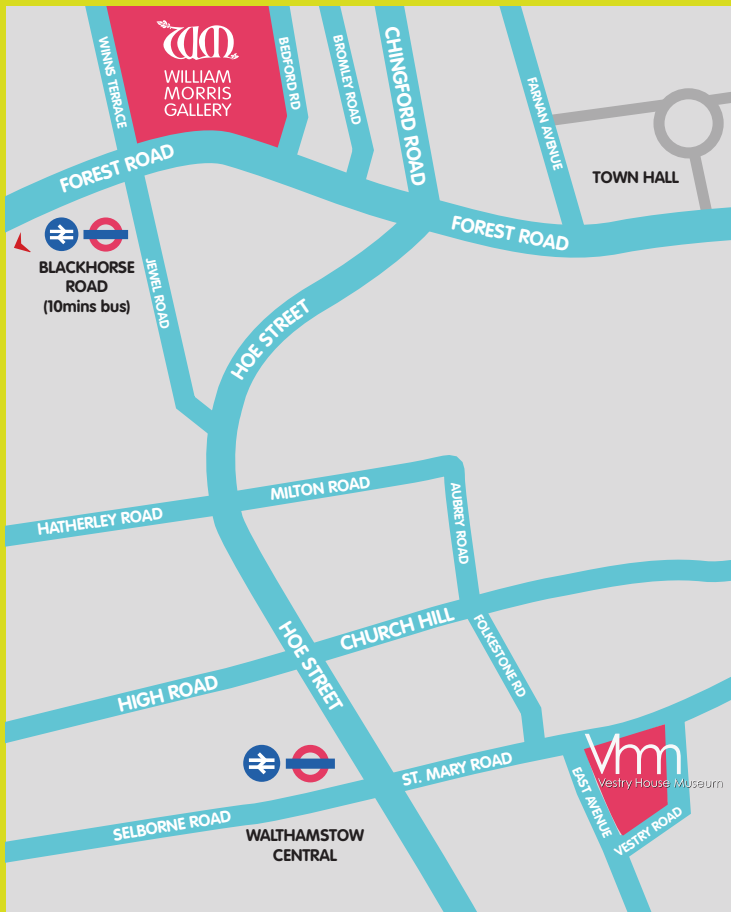 WINNS TERRACE
WM
WILLIAM
MORRIS
GALLERY
BEDFORD RD
BROMLEY ROAD
CHINGFORD ROAD
FARNAN AVENUE
TOWN HALL
FOREST ROAD
FOREST ROAD
BLACKHORSE
ROAD
(10mins bus)
JEWEL ROAD
HOE STREET
HATHERLEY ROAD
MILTON ROAD
AUBREY ROAD
HOE STREET
CHURCH HILL
HIGH ROAD
FOLKESTONE RD
ST. MARY ROAD
SELBORNE ROAD
WALTHAMSTOW
CENTRAL
Vhm
Vestry House Museum
EAST AVENUE
VESTRY ROAD